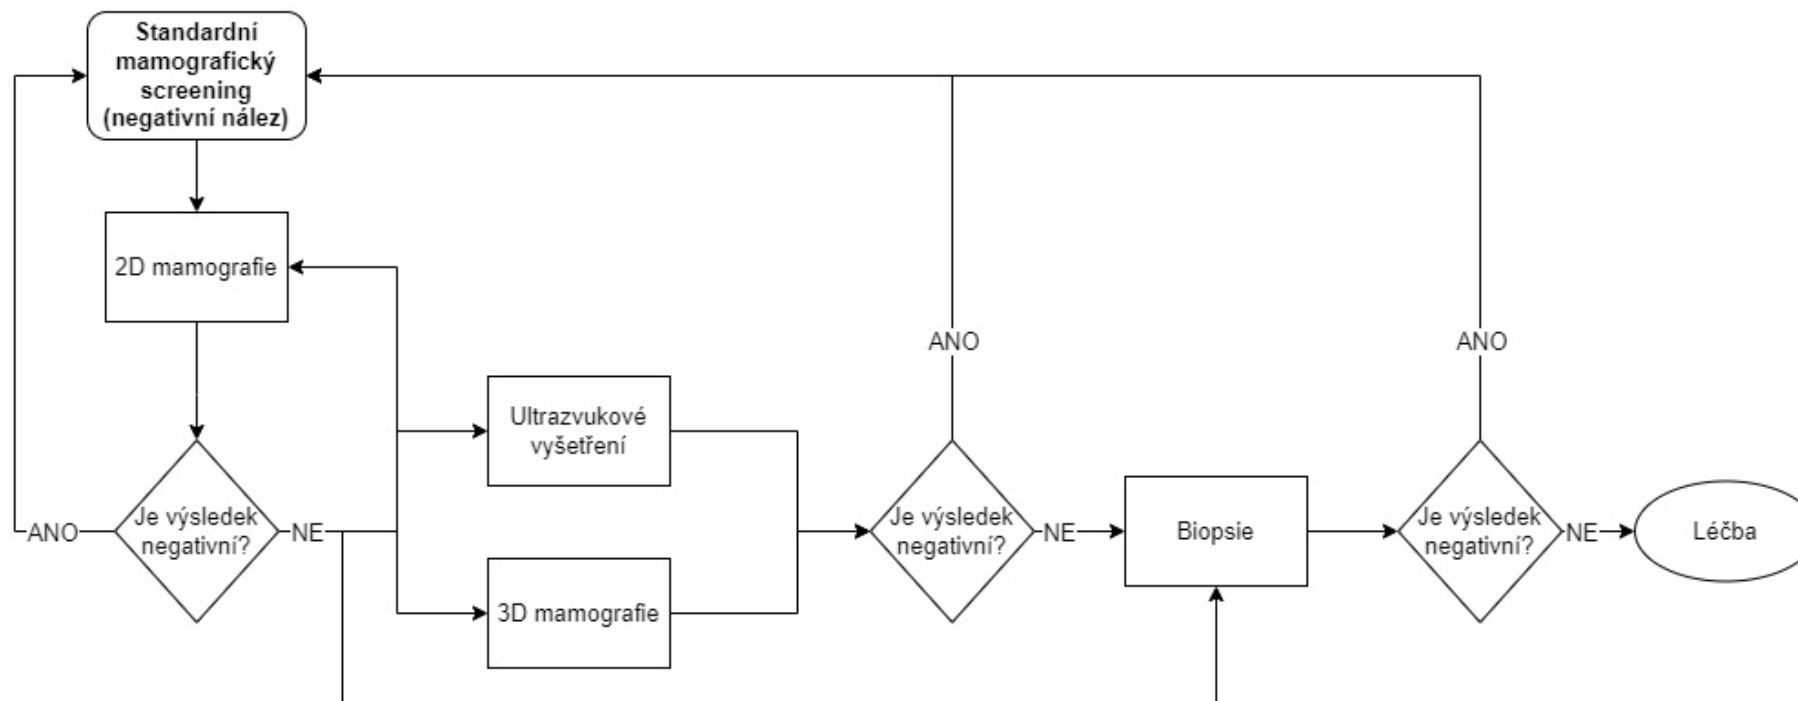 Standardní
mamografický
screening
(negativní nález)
2D mamografie
ANO
ANO
Ultrazvukové
vyšetření
Je výsledek
negativní?
ANO
NE
3D mamografie
Je výsledek
negativní?
NE
Biopsie
Je výsledek
negativní?
NE
Léčba